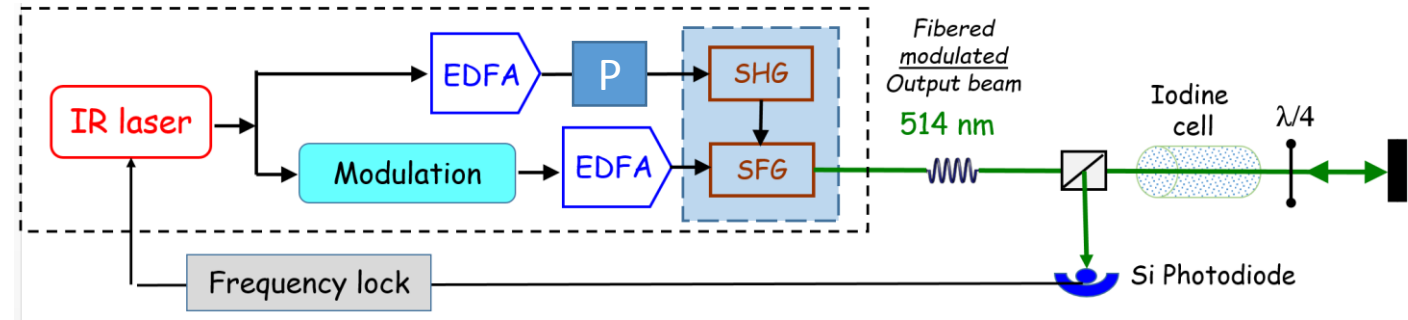 EDFA
P
SHG
IR laser
Modulation
EDFA
SFG
Fibered
modulated
Output beam
514 nm
Iodine
cell
λ/4
Frequency lock
Si Photodiode